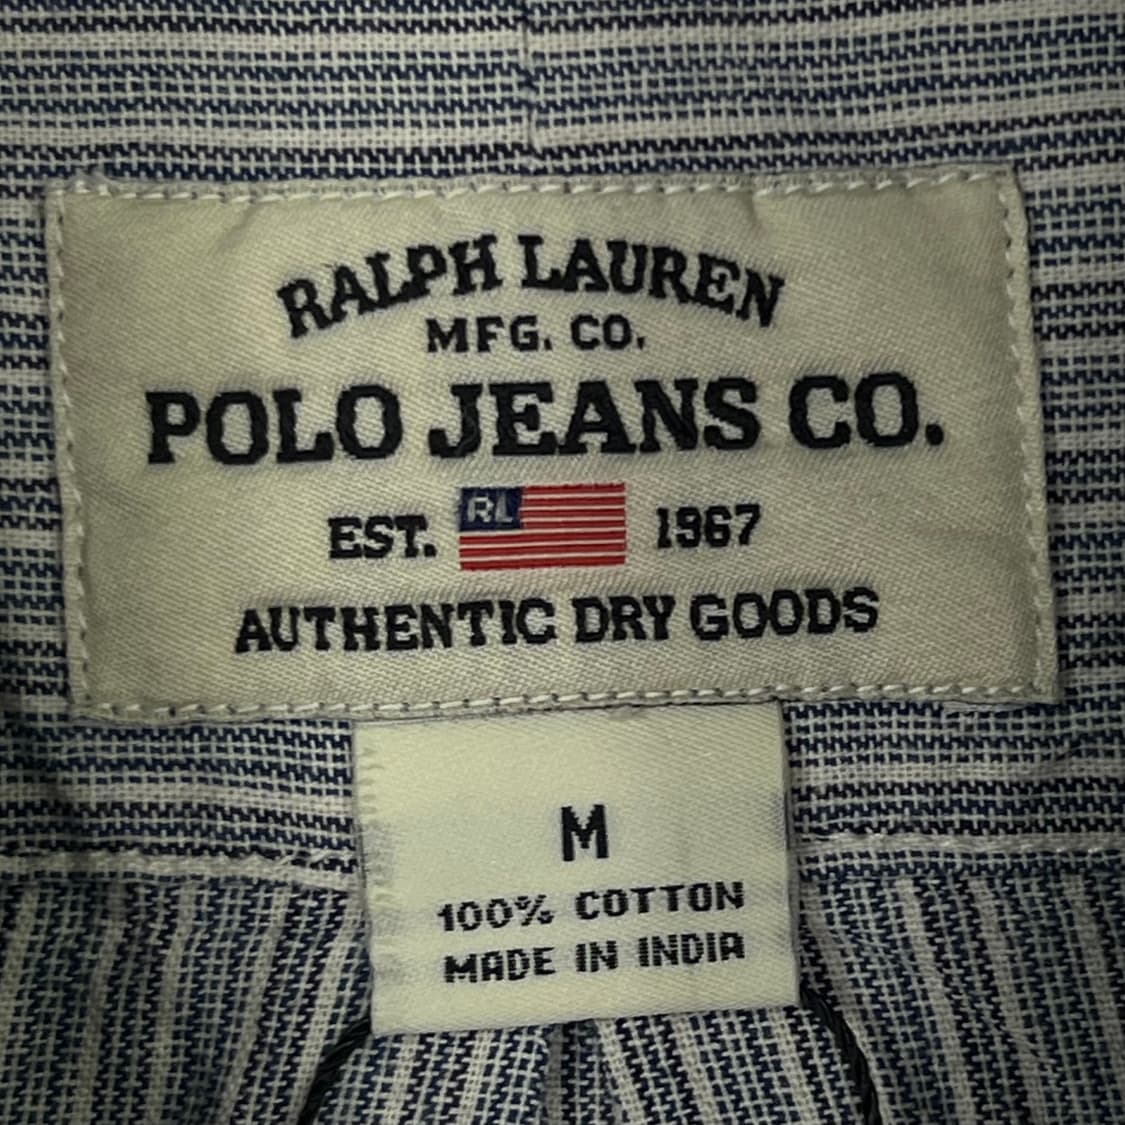 RALPH LAUREN
MFG. CO.
POLO JEANS CO.
EST. RL 1967
AUTHENTIC DRY GOODS
M
100% COTTON
MADE IN INDIA